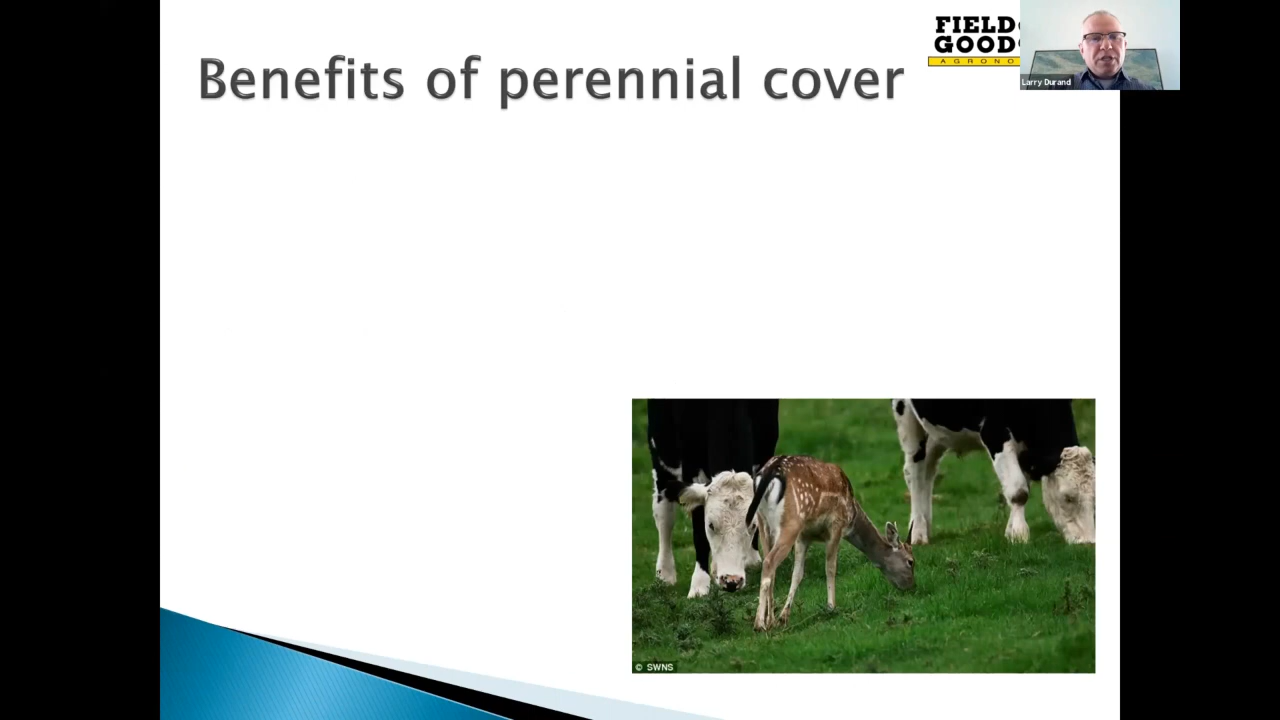 Benefits of perennial cover
FIELD
GOOD
AGRONO
Larry Durand
© SWNS